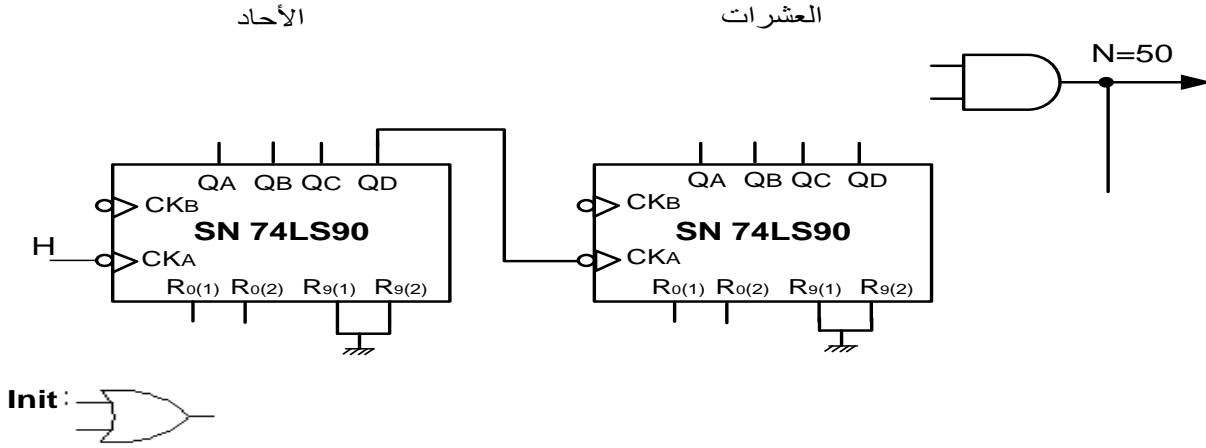 الأحاد
العشرات
N=50
QA QB QC QD
CKB
SN 74LS90
H
CKA
R0(1) R0(2) R9(1) R9(2)
QA QB QC QD
CKB
SN 74LS90
CKA
R0(1) R0(2) R9(1) R9(2)
Init :